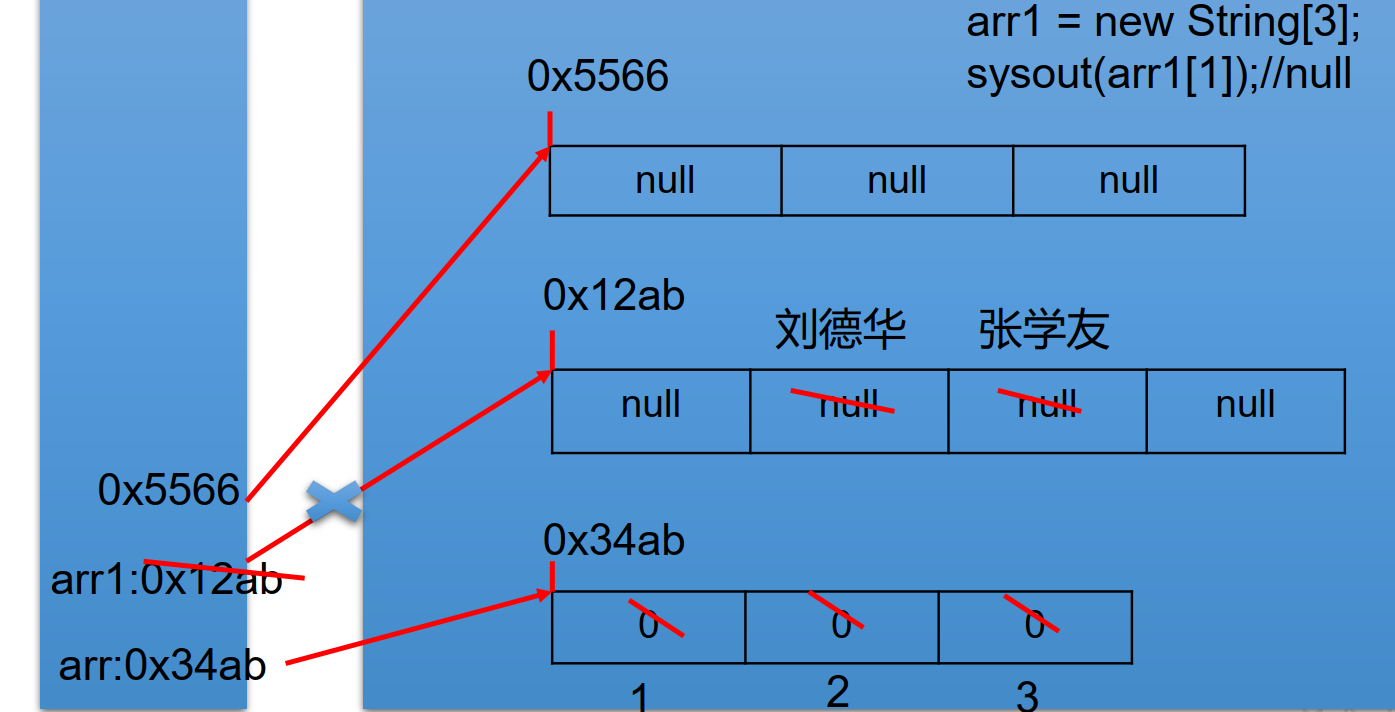 arr1 = new String[3];
sysout(arr1[1]);//null
0x5566
null null null
0x12ab
刘德华 张学友
null null null null
0x5566
0x34ab
arr1:0x12ab
0 0 0
arr:0x34ab
1 2 3